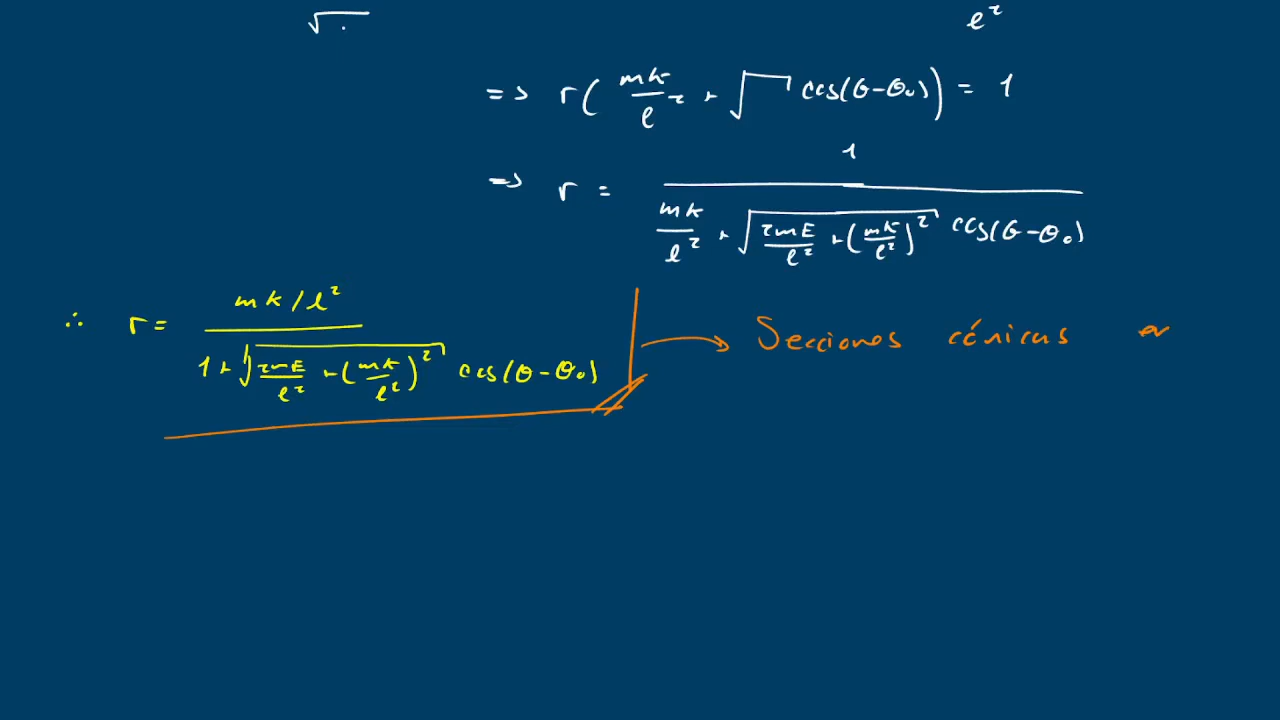 √ . ℓ²
=> r( mk/ℓ² + √ cos(θ-θ₀) ) = 1
=> r = 1 / ( mk/ℓ² + √( 2mE/ℓ² + (mk/ℓ²)² ) cos(θ-θ₀) )
∴ r = mk/ℓ² / ( 1 + √( 2mE/ℓ² + (mk/ℓ²)² ) cos(θ-θ₀) )
Secciones cónicas